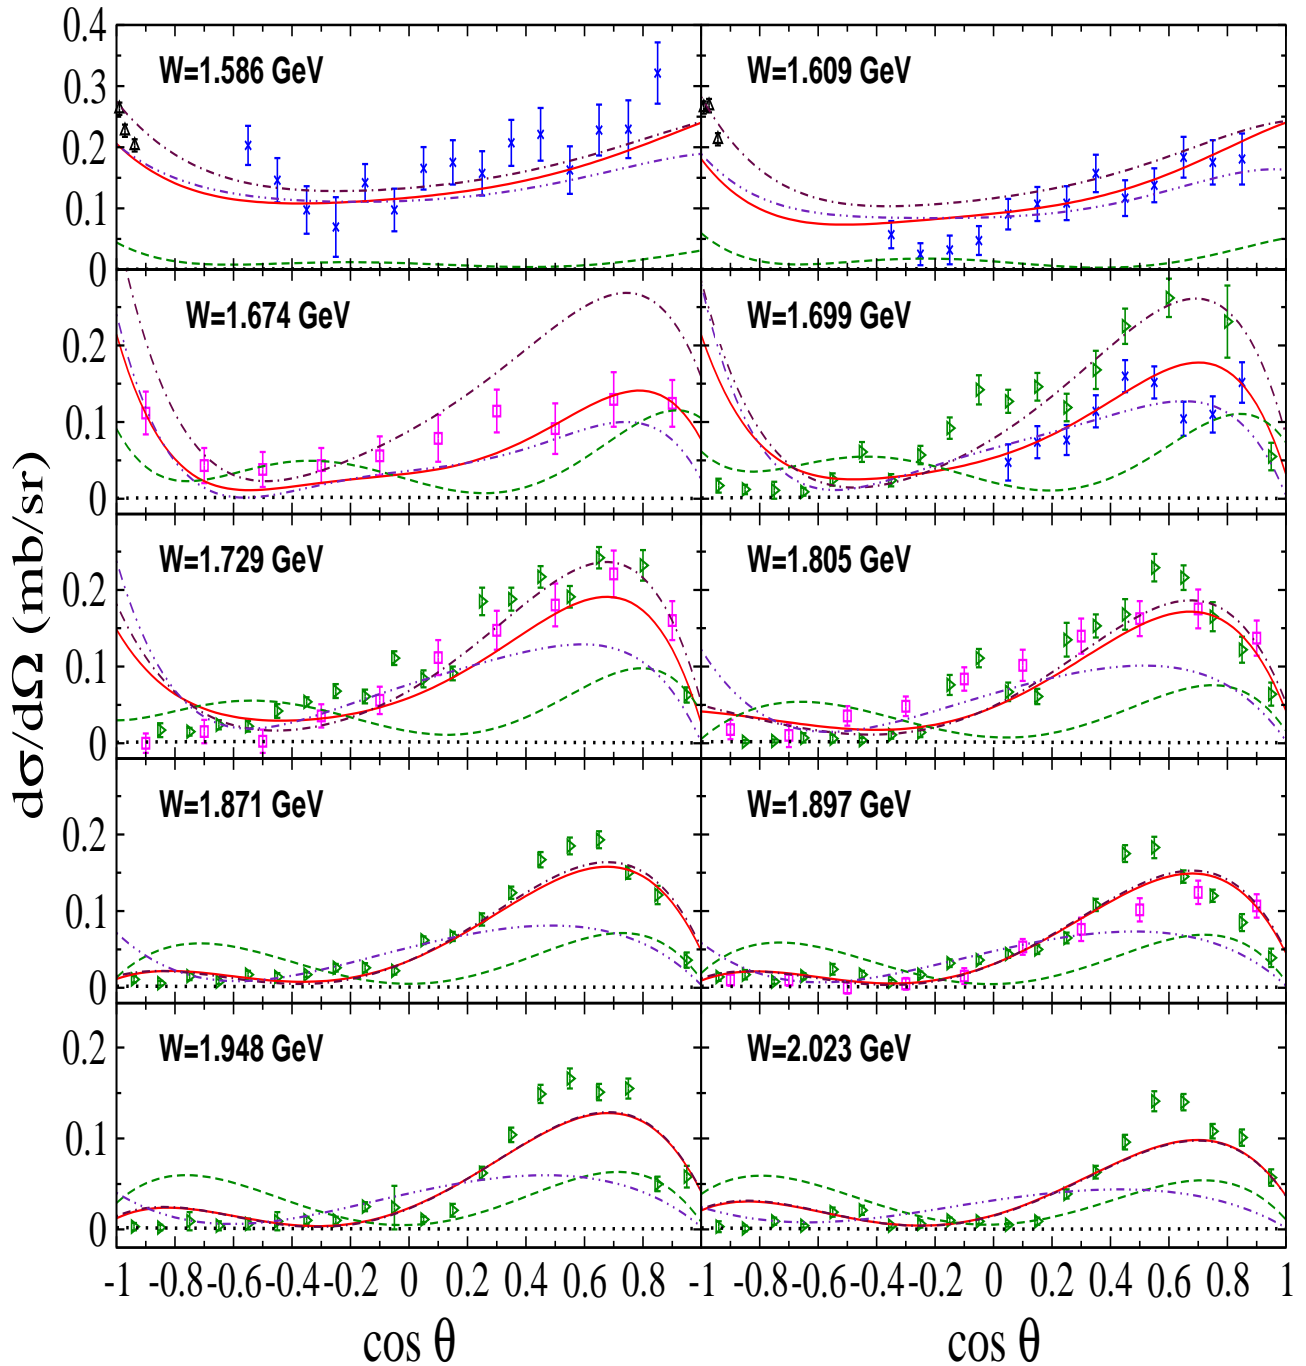 0.4
0.3
0.2
0.1
0
W=1.586 GeV
W=1.609 GeV
0.2
0.1
0
W=1.674 GeV
W=1.699 GeV
0.2
0.1
0
W=1.729 GeV
W=1.805 GeV
0.2
0.1
0
W=1.871 GeV
W=1.897 GeV
0.2
0.1
0
W=1.948 GeV
W=2.023 GeV
dσ/dΩ (mb/sr)
-1 -0.8 -0.6 -0.4 -0.2 0 0.2 0.4 0.6 0.8 -1 -0.8 -0.6 -0.4 -0.2 0 0.2 0.4 0.6 0.8 1
cos θ cos θ